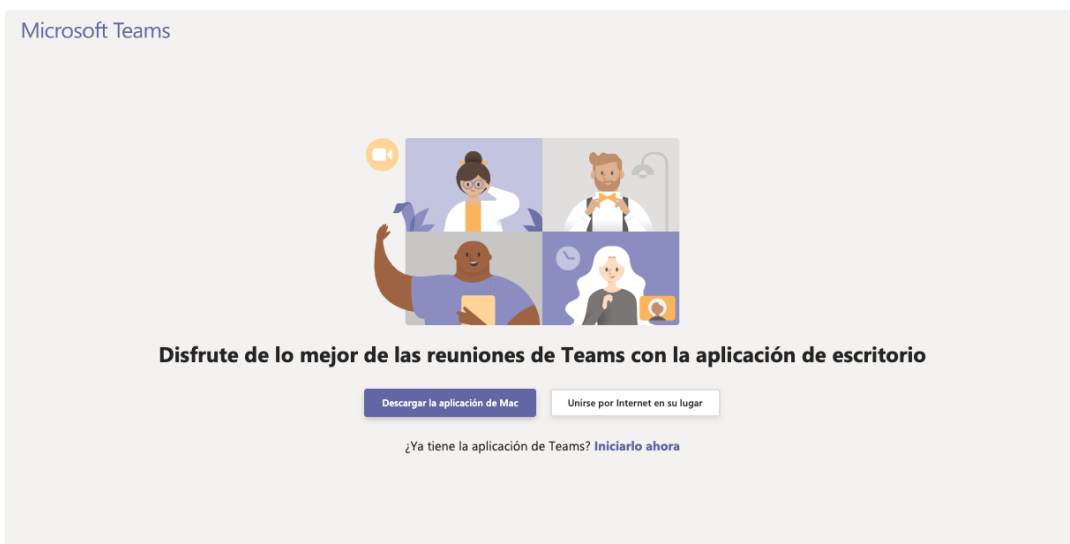 Microsoft Teams
Disfrute de lo mejor de las reuniones de Teams con la aplicación de escritorio
Descargar la aplicación de Mac
Unirse por Internet en su lugar
¿Ya tiene la aplicación de Teams? Iniciarlo ahora